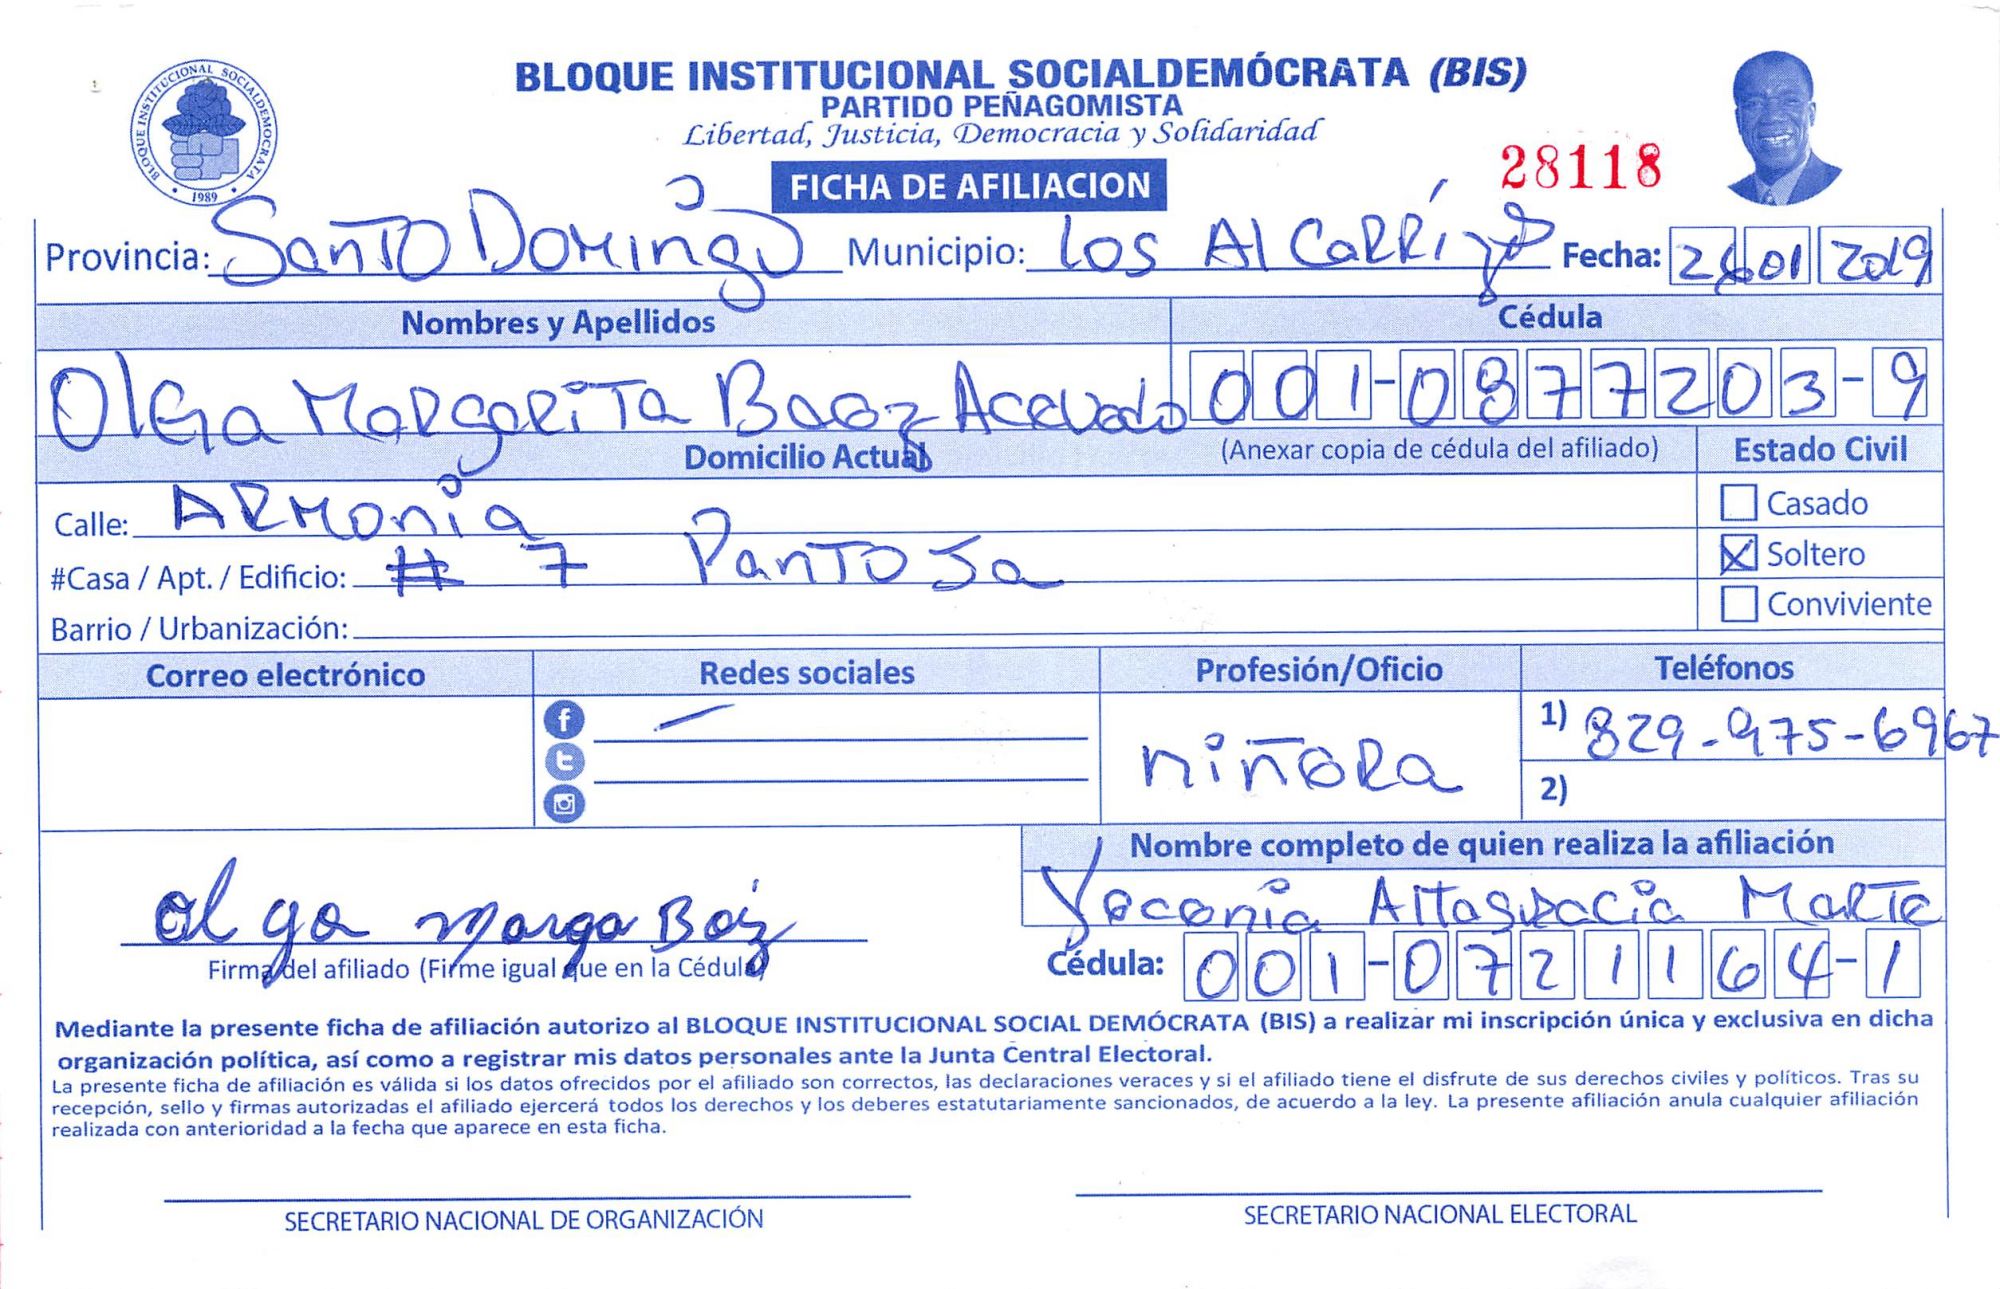 BLOQUE INSTITUCIONAL SOCIALDEMOCRATA
1989
BLOQUE INSTITUCIONAL SOCIALDEMÓCRATA (BIS)
PARTIDO PEÑAGOMISTA
Libertad, Justicia, Democracia y Solidaridad
FICHA DE AFILIACION
28118
Provincia: Santo Domingo Municipio: Los Alcarrizo Fecha: 26 01 2019
Nombres y Apellidos Cédula
Olga Margarita Baez Acevedo 001-0877203-9
Domicilio Actual (Anexar copia de cédula del afiliado) Estado Civil
Calle: Armonia Casado
#Casa / Apt. / Edificio: # 7 Pantoja Soltero
Barrio / Urbanización: Conviviente
Correo electrónico Redes sociales Profesión/Oficio Teléfonos
niñera 1) 829-975-6967
2)
Nombre completo de quien realiza la afiliación
Altagracia Marte
olga Marga Baéz
Firma del afiliado (Firme igual que en la Cédula)
Cédula: 001-0721164-1
Mediante la presente ficha de afiliación autorizo al BLOQUE INSTITUCIONAL SOCIAL DEMÓCRATA (BIS) a realizar mi inscripción única y exclusiva en dicha
organización política, así como a registrar mis datos personales ante la Junta Central Electoral.
La presente ficha de afiliación es válida si los datos ofrecidos por el afiliado son correctos, las declaraciones veraces y si el afiliado tiene el disfrute de sus derechos civiles y políticos. Tras su
recepción, sello y firmas autorizadas el afiliado ejercerá todos los derechos y los deberes estatutariamente sancionados, de acuerdo a la ley. La presente afiliación anula cualquier afiliación
realizada con anterioridad a la fecha que aparece en esta ficha.
SECRETARIO NACIONAL DE ORGANIZACIÓN SECRETARIO NACIONAL ELECTORAL